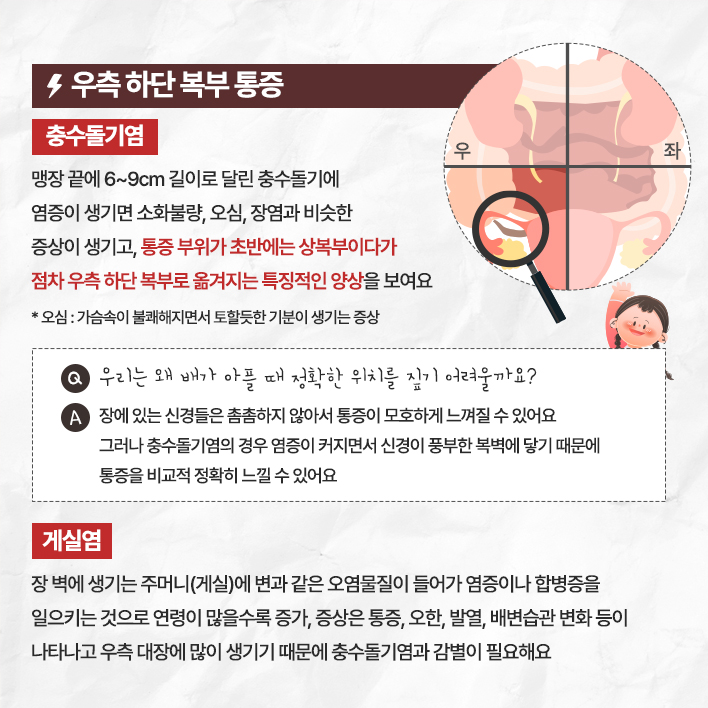 우측 하단 복부 통증
우 좌
충수돌기염
맹장 끝에 6~9cm 길이로 달린 충수돌기에
염증이 생기면 소화불량, 오심, 장염과 비슷한
증상이 생기고, 통증 부위가 초반에는 상복부이다가
점차 우측 하단 복부로 옮겨지는 특징적인 양상을 보여요
* 오심 : 가슴속이 불쾌해지면서 토할듯한 기분이 생기는 증상
Q 우리는 왜 배가 아플 때 정확한 위치를 짚기 어려울까요?
A 장에 있는 신경들은 촘촘하지 않아서 통증이 모호하게 느껴질 수 있어요
그러나 충수돌기염의 경우 염증이 커지면서 신경이 풍부한 복벽에 닿기 때문에
통증을 비교적 정확히 느낄 수 있어요
게실염
장 벽에 생기는 주머니(게실)에 변과 같은 오염물질이 들어가 염증이나 합병증을
일으키는 것으로 연령이 많을수록 증가, 증상은 통증, 오한, 발열, 배변습관 변화 등이
나타나고 우측 대장에 많이 생기기 때문에 충수돌기염과 감별이 필요해요